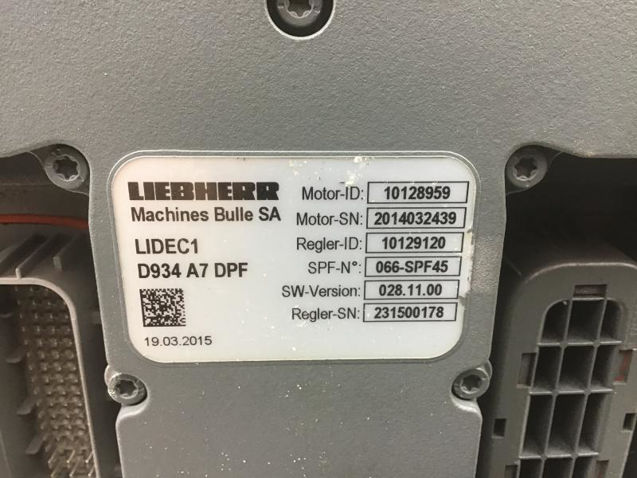 LIEBHERR
Machines Bulle SA
LIDEC1
D934 A7 DPF
19.03.2015
Motor-ID: 10128959
Motor-SN: 2014032439
Regler-ID: 10129120
SPF-N°: 066-SPF45
SW-Version: 028.11.00
Regler-SN: 231500178